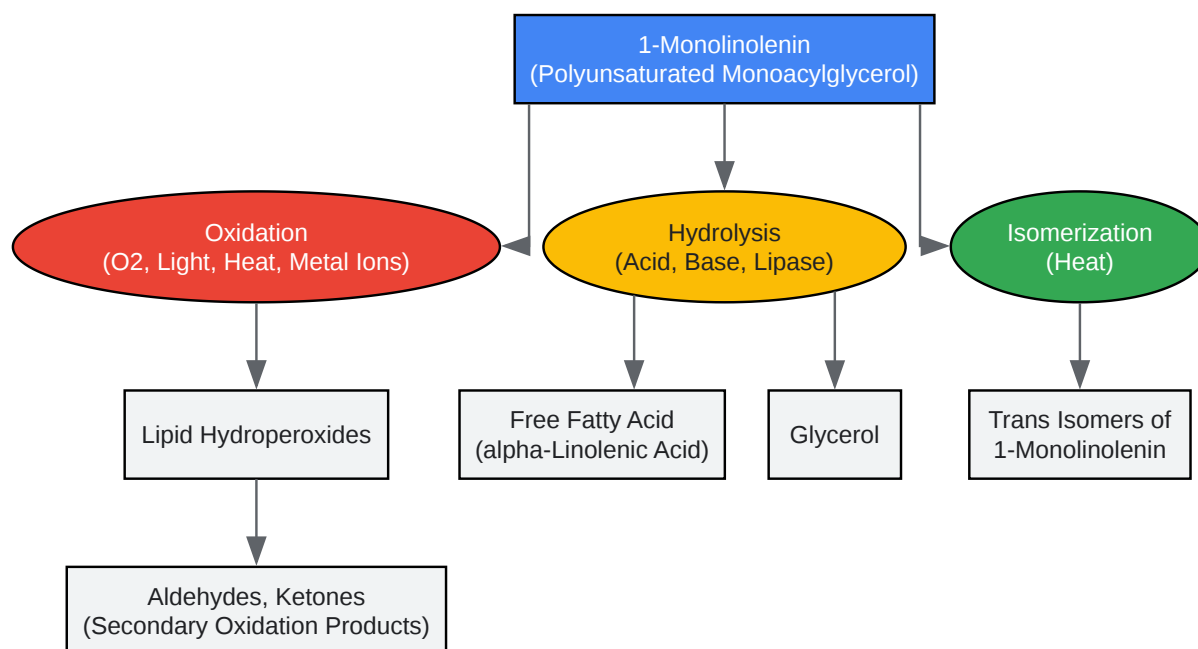 1-Monolinolenin
(Polyunsaturated Monoacylglycerol)
Oxidation
(O2, Light, Heat, Metal Ions)
Hydrolysis
(Acid, Base, Lipase)
Isomerization
(Heat)
Lipid Hydroperoxides
Free Fatty Acid
(alpha-Linolenic Acid)
Glycerol
Trans Isomers of
1-Monolinolenin
Aldehydes, Ketones
(Secondary Oxidation Products)